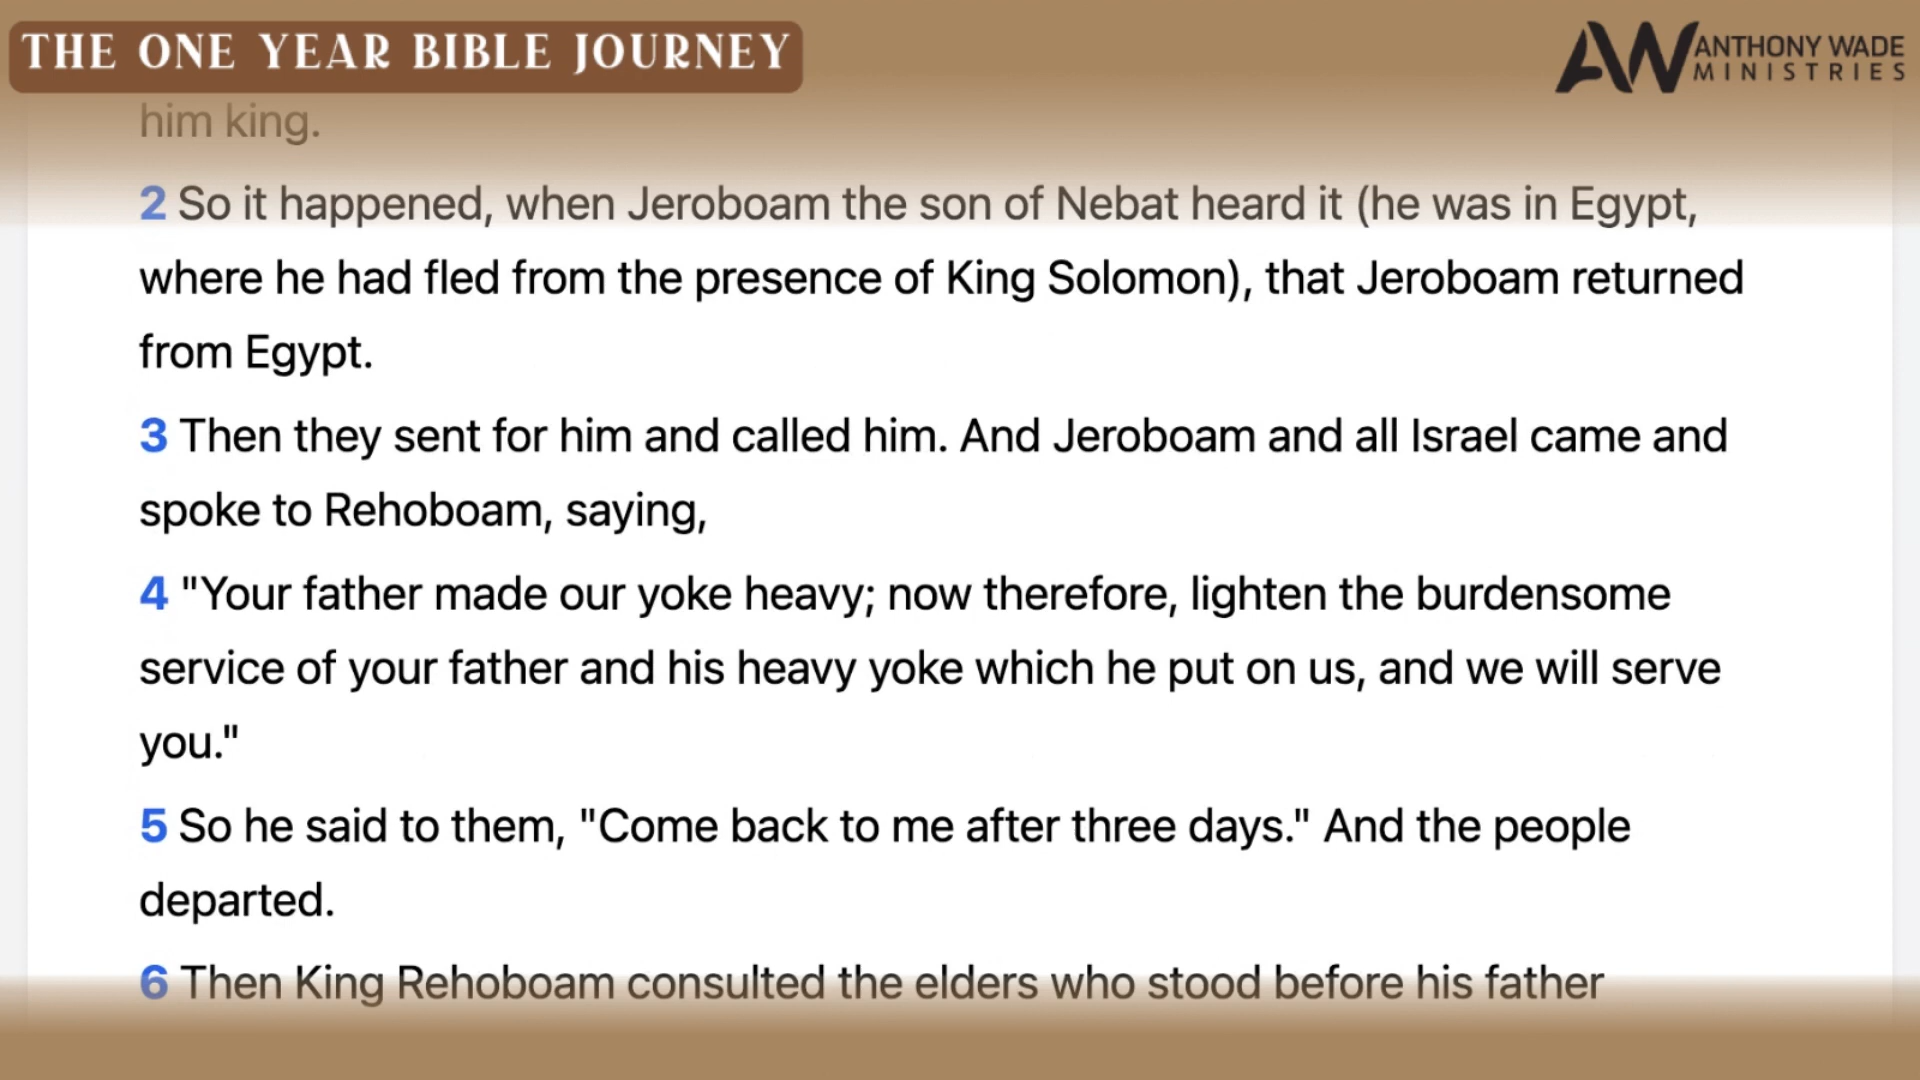 THE ONE YEAR BIBLE JOURNEY
AW ANTHONY WADE
MINISTRIES
him king.
2 So it happened, when Jeroboam the son of Nebat heard it (he was in Egypt,
where he had fled from the presence of King Solomon), that Jeroboam returned
from Egypt.
3 Then they sent for him and called him. And Jeroboam and all Israel came and
spoke to Rehoboam, saying,
4 "Your father made our yoke heavy; now therefore, lighten the burdensome
service of your father and his heavy yoke which he put on us, and we will serve
you."
5 So he said to them, "Come back to me after three days." And the people
departed.
6 Then King Rehoboam consulted the elders who stood before his father